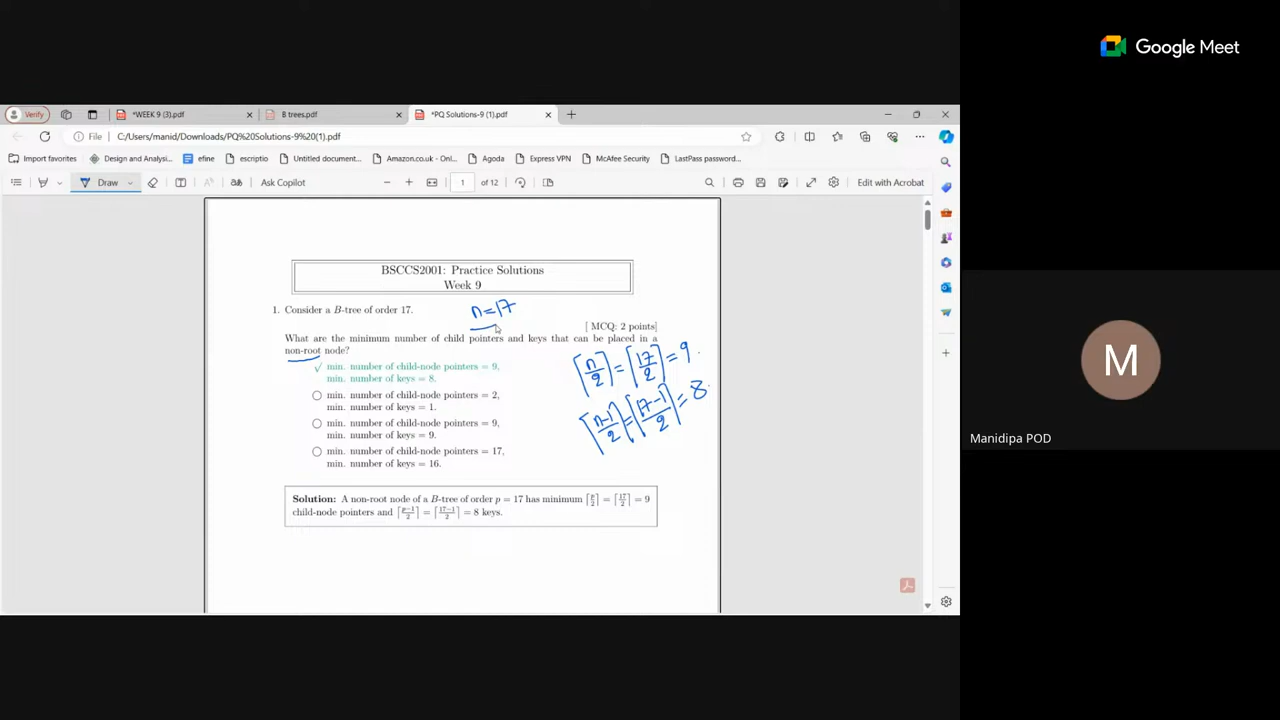 Google Meet
Verify
*WEEK 9 (3).pdf
B trees.pdf
*PQ Solutions-9 (1).pdf
File
C:/Users/manid/Downloads/PQ%20Solutions-9%20(1).pdf
Import favorites
Design and Analysi...
efine
escriptio
Untitled document...
Amazon.co.uk - Onl...
Agoda
Express VPN
McAfee Security
LastPass password...
Draw
Ask Copilot
1
of 12
Edit with Acrobat
BSCCS2001: Practice Solutions
Week 9
1. Consider a B-tree of order 17.
n=17
[ MCQ: 2 points]
What are the minimum number of child pointers and keys that can be placed in a
non-root node?
√ min. number of child-node pointers = 9,
min. number of keys = 8,
⌈n/2⌉ = ⌈17/2⌉ = 9.
min. number of child-node pointers = 2,
min. number of keys = 1.
⌈n-1/2⌉ = ⌈17-1/2⌉ = 8.
min. number of child-node pointers = 9,
min. number of keys = 9.
min. number of child-node pointers = 17,
min. number of keys = 16.
Solution: A non-root node of a B-tree of order p = 17 has minimum ⌈p/2⌉ = ⌈17/2⌉ = 9
child-node pointers and ⌈p-1/2⌉ = ⌈17-1/2⌉ = 8 keys.
M
Manidipa POD